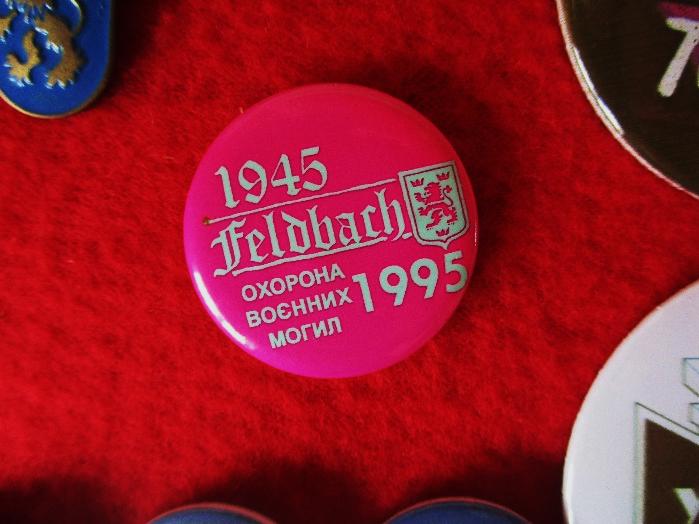 1945
Feldbach
ОХОРОНА
ВОЄННИХ
МОГИЛ
1995